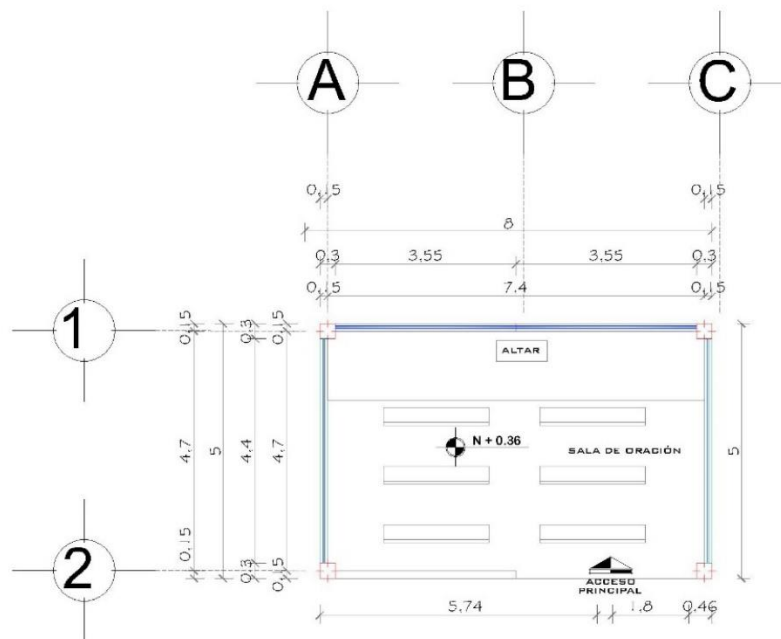 A B C
0,15 0,15
8
0,3 3,55 3,55 0,3
0,15 7,4 0,15
1
0,15 0,3 0,15
ALTAR
N + 0.36
SALA DE ORACIÓN
4,7 5 4,4 4,7 5
0,15 0,3 0,15
2
ACCESO
PRINCIPAL
5,74 1,8 0,46